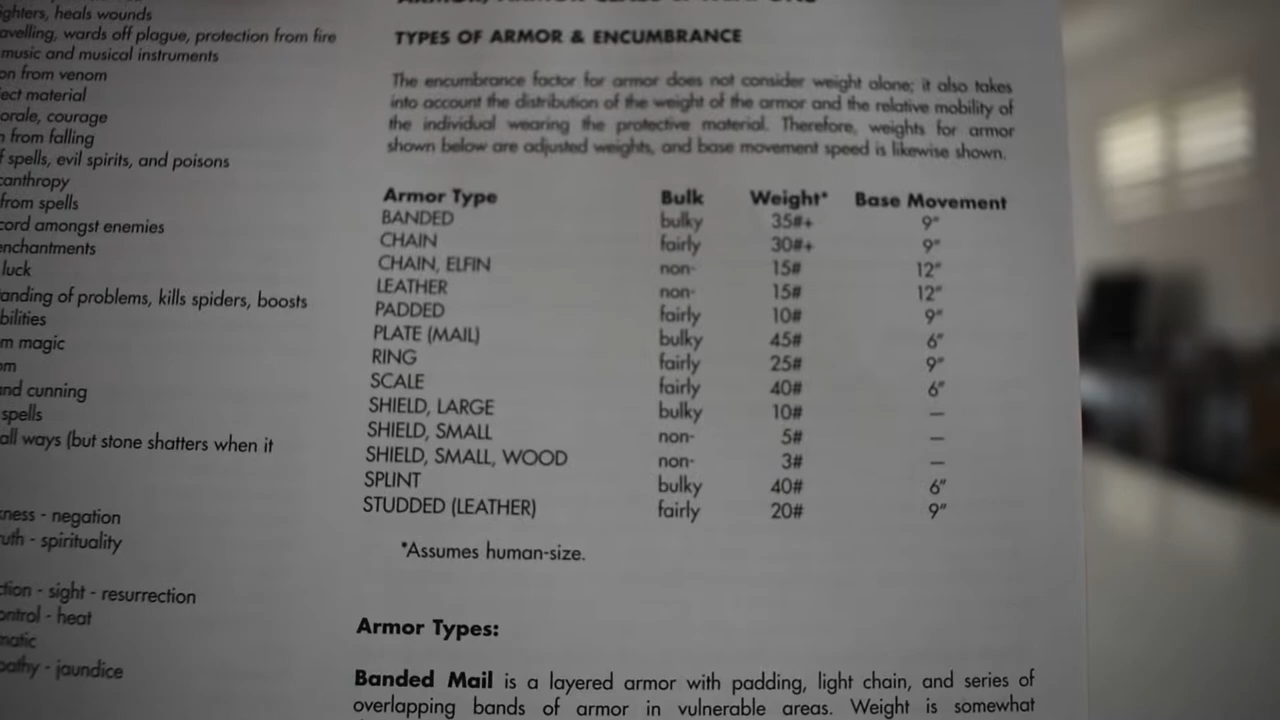 ighters, heals wounds
avelling, wards off plague, protection from fire
music and musical instruments
on from venom
ect material
orale, courage
from falling
spells, evil spirits, and poisons
canthropy
from spells
cord amongst enemies
enchantments
luck
anding of problems, kills spiders, boosts
bilities
m magic
om
and cunning
spells
all ways (but stone shatters when it
ness - negation
uth - spirituality
ction - sight - resurrection
ontrol - heat
matic
pathy - jaundice
TYPES OF ARMOR & ENCUMBRANCE
The encumbrance factor for armor does not consider weight alone; it also takes
into account the distribution of the weight of the armor and the relative mobility of
the individual wearing the protective material. Therefore, weights for armor
shown below are adjusted weights, and base movement speed is likewise shown.
Armor Type Bulk Weight* Base Movement
BANDED bulky 35#+ 9"
CHAIN fairly 30#+ 9"
CHAIN, ELFIN non- 15# 12"
LEATHER non- 15# 12"
PADDED fairly 10# 9"
PLATE (MAIL) bulky 45# 6"
RING fairly 25# 9"
SCALE fairly 40# 6"
SHIELD, LARGE bulky 10# —
SHIELD, SMALL non- 5# —
SHIELD, SMALL, WOOD non- 3# —
SPLINT bulky 40# 6"
STUDDED (LEATHER) fairly 20# 9"
*Assumes human-size.
Armor Types:
Banded Mail is a layered armor with padding, light chain, and series of
overlapping bands of armor in vulnerable areas. Weight is somewhat